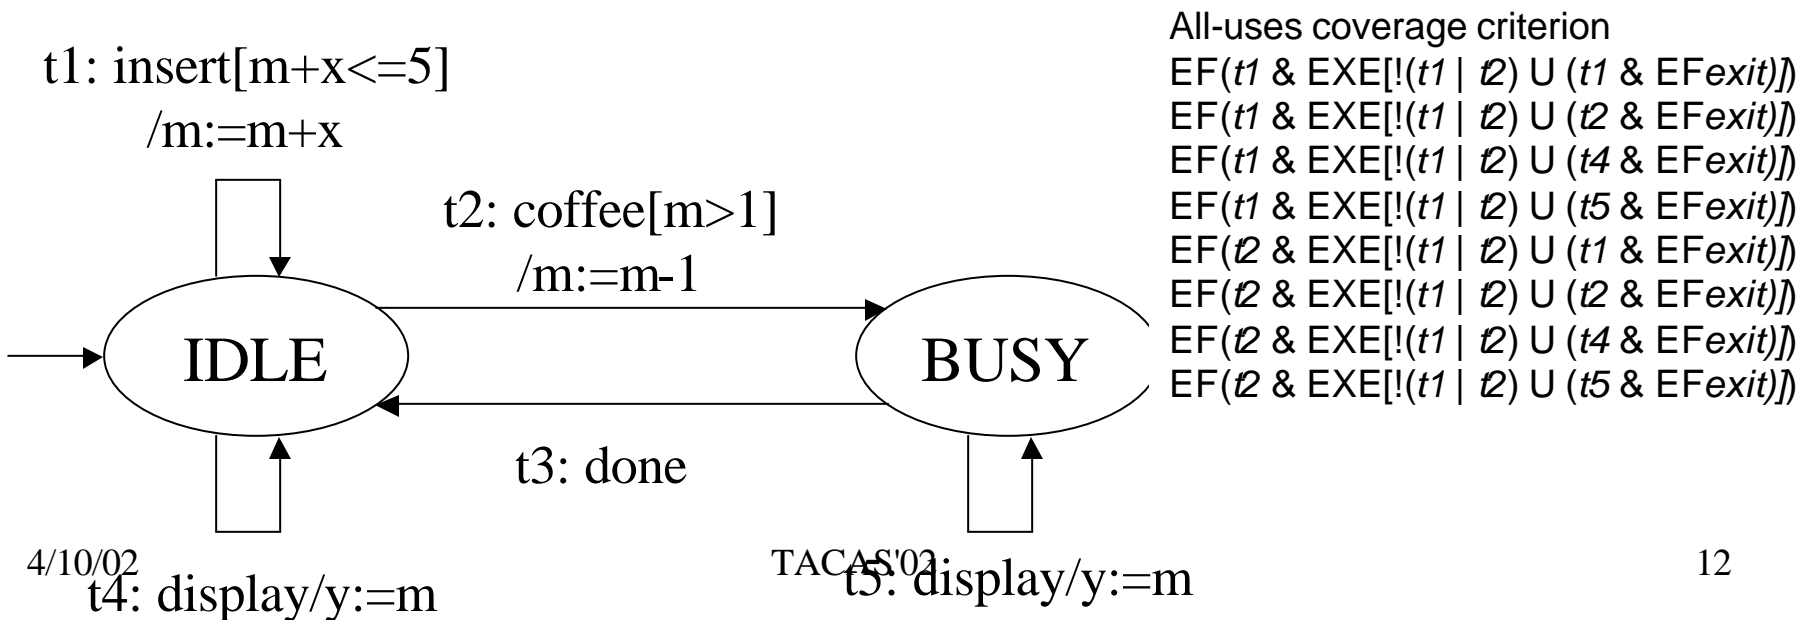 t1: insert[m+x<=5]
/m:=m+x
t2: coffee[m>1]
/m:=m-1
IDLE
BUSY
t3: done
t4: display/y:=m
t5: display/y:=m
All-uses coverage criterion
EF(t1 & EXE[!(t1 | t2) U (t1 & EFexit)])
EF(t1 & EXE[!(t1 | t2) U (t2 & EFexit)])
EF(t1 & EXE[!(t1 | t2) U (t4 & EFexit)])
EF(t1 & EXE[!(t1 | t2) U (t5 & EFexit)])
EF(t2 & EXE[!(t1 | t2) U (t1 & EFexit)])
EF(t2 & EXE[!(t1 | t2) U (t2 & EFexit)])
EF(t2 & EXE[!(t1 | t2) U (t4 & EFexit)])
EF(t2 & EXE[!(t1 | t2) U (t5 & EFexit)])
4/10/02
TACAS'02
12